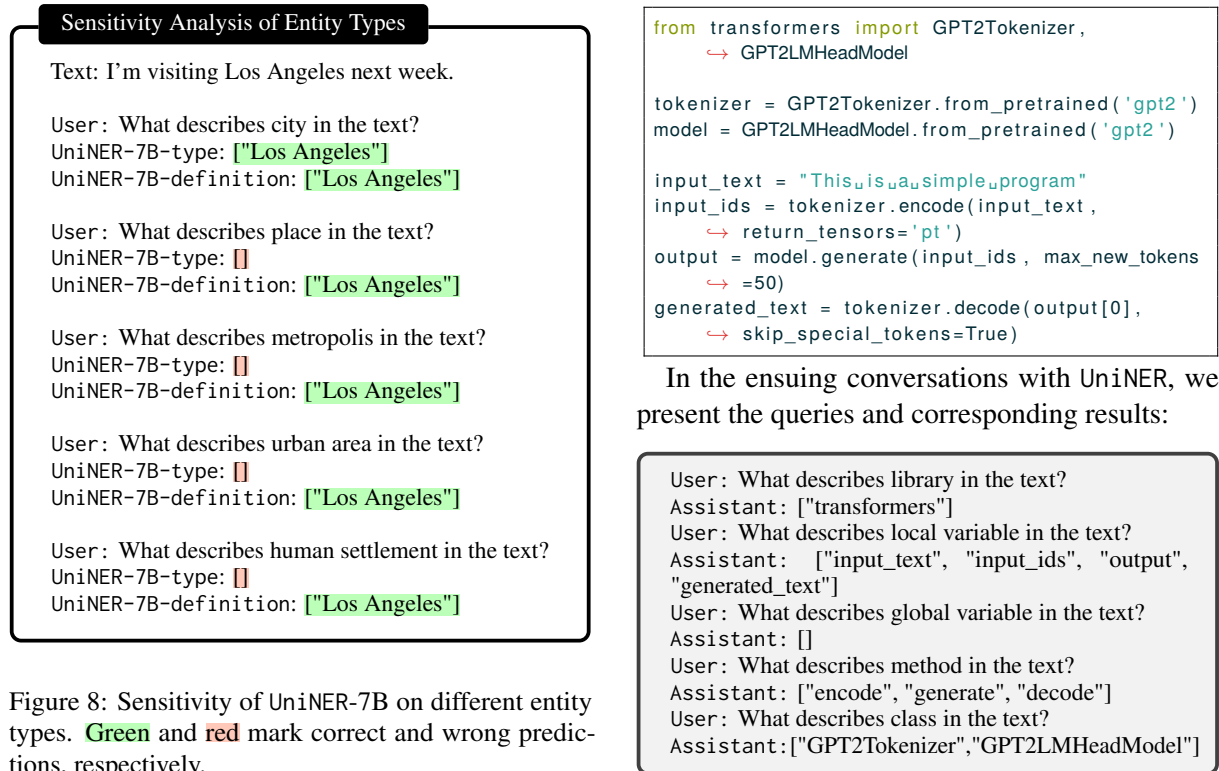 Sensitivity Analysis of Entity Types
Text: I'm visiting Los Angeles next week.
User: What describes city in the text?
UniNER-7B-type: ["Los Angeles"]
UniNER-7B-definition: ["Los Angeles"]
User: What describes place in the text?
UniNER-7B-type: []
UniNER-7B-definition: ["Los Angeles"]
User: What describes metropolis in the text?
UniNER-7B-type: []
UniNER-7B-definition: ["Los Angeles"]
User: What describes urban area in the text?
UniNER-7B-type: []
UniNER-7B-definition: ["Los Angeles"]
User: What describes human settlement in the text?
UniNER-7B-type: []
UniNER-7B-definition: ["Los Angeles"]
Figure 8: Sensitivity of UniNER-7B on different entity
types. Green and red mark correct and wrong predic-
tions, respectively.
from transformers import GPT2Tokenizer,
↪ GPT2LMHeadModel
tokenizer = GPT2Tokenizer.from_pretrained('gpt2')
model = GPT2LMHeadModel.from_pretrained('gpt2')
input_text = "This␣is␣a␣simple␣program"
input_ids = tokenizer.encode(input_text,
↪ return_tensors='pt')
output = model.generate(input_ids, max_new_tokens
↪ =50)
generated_text = tokenizer.decode(output[0],
↪ skip_special_tokens=True)
In the ensuing conversations with UniNER, we
present the queries and corresponding results:
User: What describes library in the text?
Assistant: ["transformers"]
User: What describes local variable in the text?
Assistant: ["input_text", "input_ids", "output",
"generated_text"]
User: What describes global variable in the text?
Assistant: []
User: What describes method in the text?
Assistant: ["encode", "generate", "decode"]
User: What describes class in the text?
Assistant:["GPT2Tokenizer","GPT2LMHeadModel"]